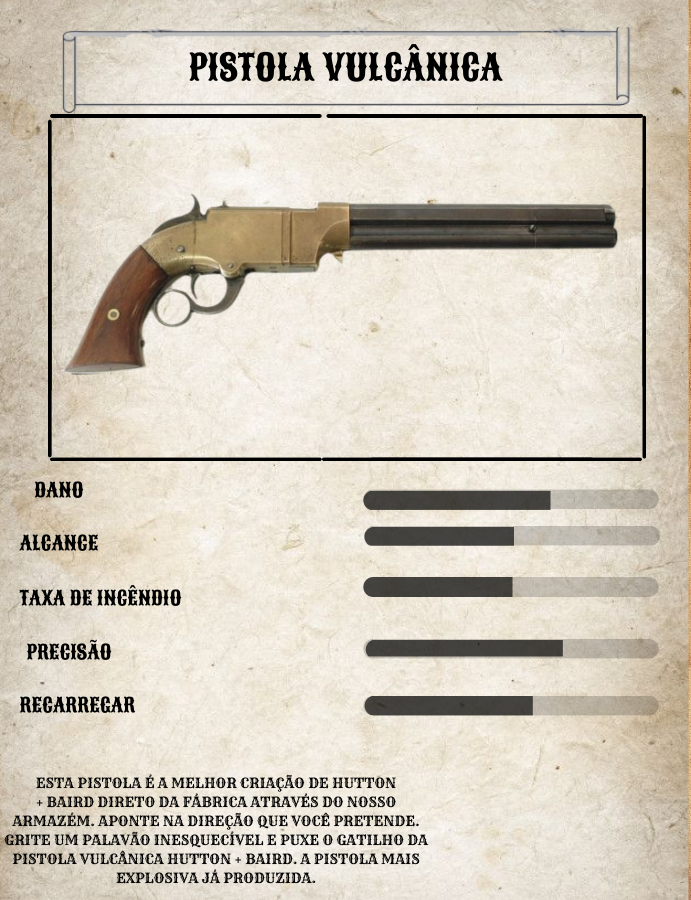 PISTOLA VULCÂNICA
DANO
ALCANCE
TAXA DE INCÊNDIO
PRECISÃO
RECARREGAR
ESTA PISTOLA É A MELHOR CRIAÇÃO DE HUTTON
+ BAIRD DIRETO DA FÁBRICA ATRAVÉS DO NOSSO
ARMAZÉM. APONTE NA DIREÇÃO QUE VOCÊ PRETENDE.
GRITE UM PALAVÃO INESQUECÍVEL E PUXE O GATILHO DA
PISTOLA VULCÂNICA HUTTON + BAIRD. A PISTOLA MAIS
EXPLOSIVA JÁ PRODUZIDA.